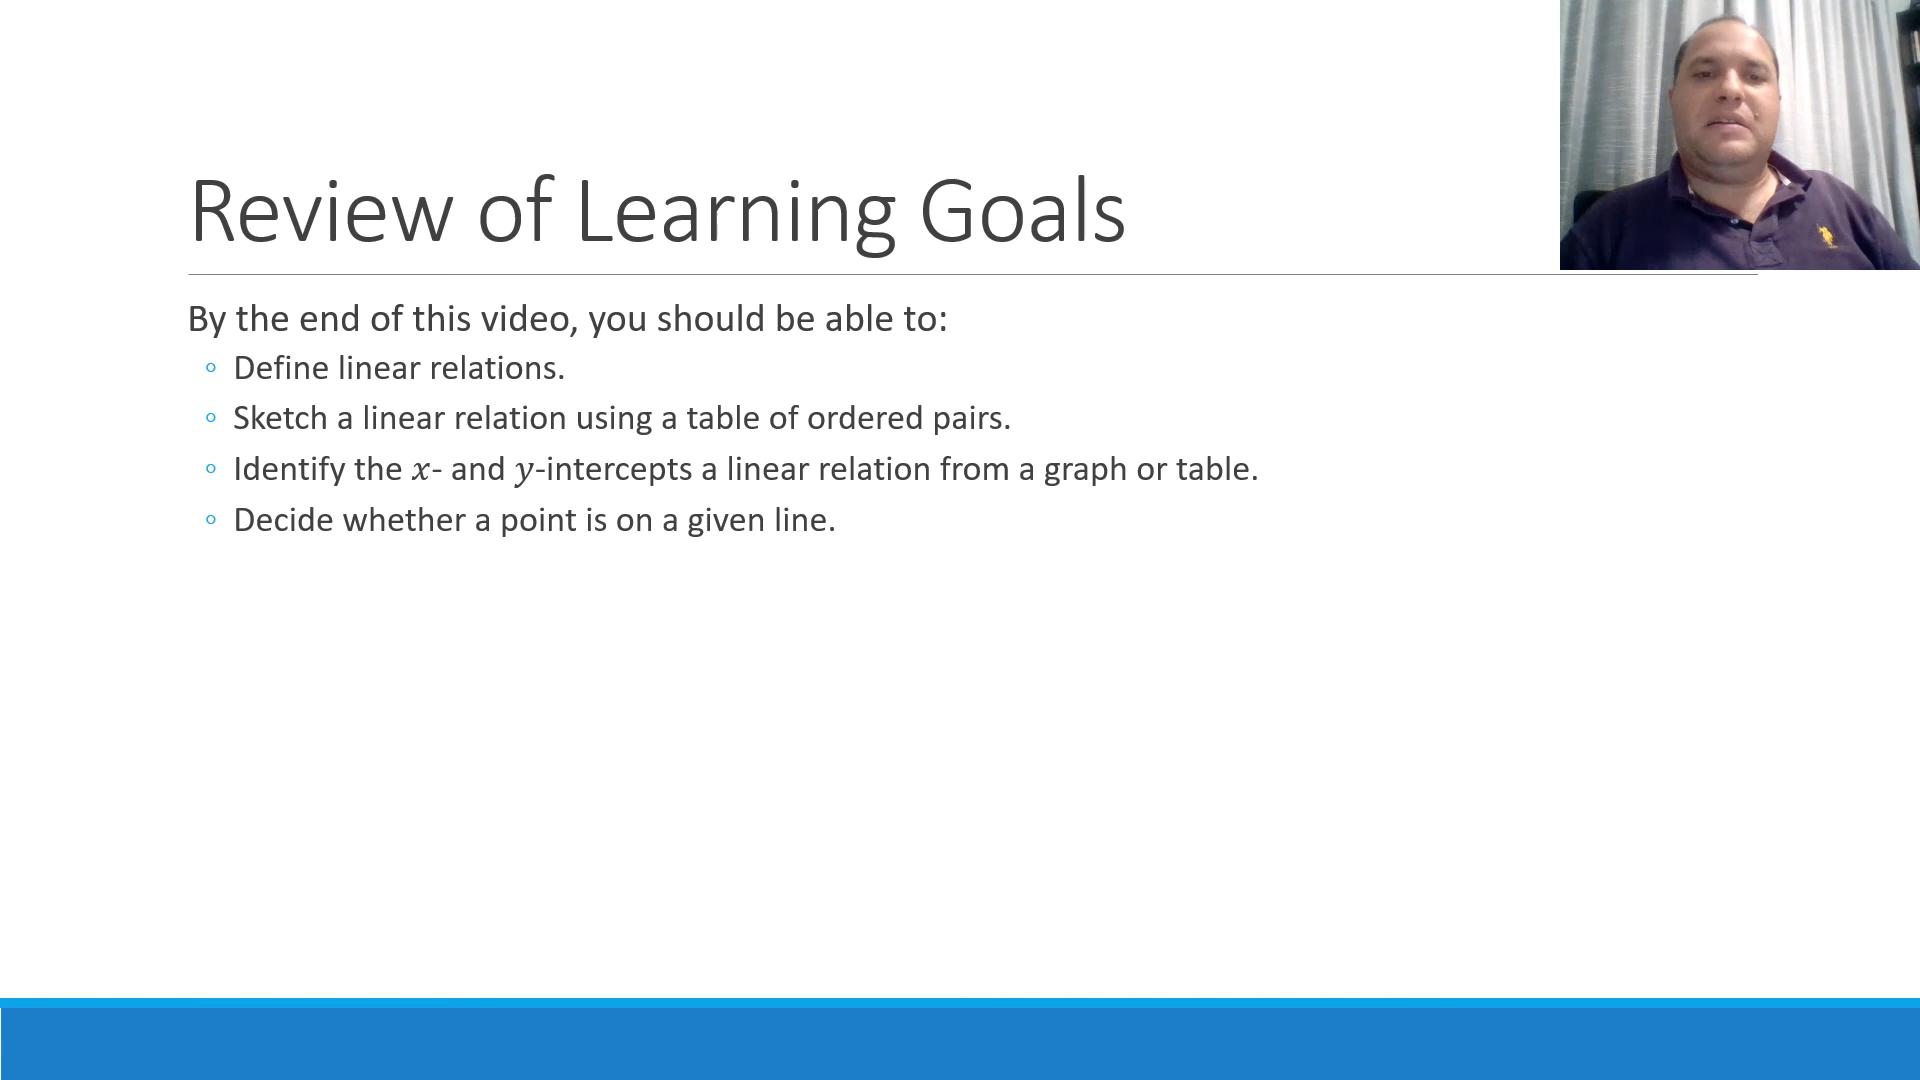 Review of Learning Goals
By the end of this video, you should be able to:
◦ Define linear relations.
◦ Sketch a linear relation using a table of ordered pairs.
◦ Identify the 𝑥- and 𝑦-intercepts a linear relation from a graph or table.
◦ Decide whether a point is on a given line.